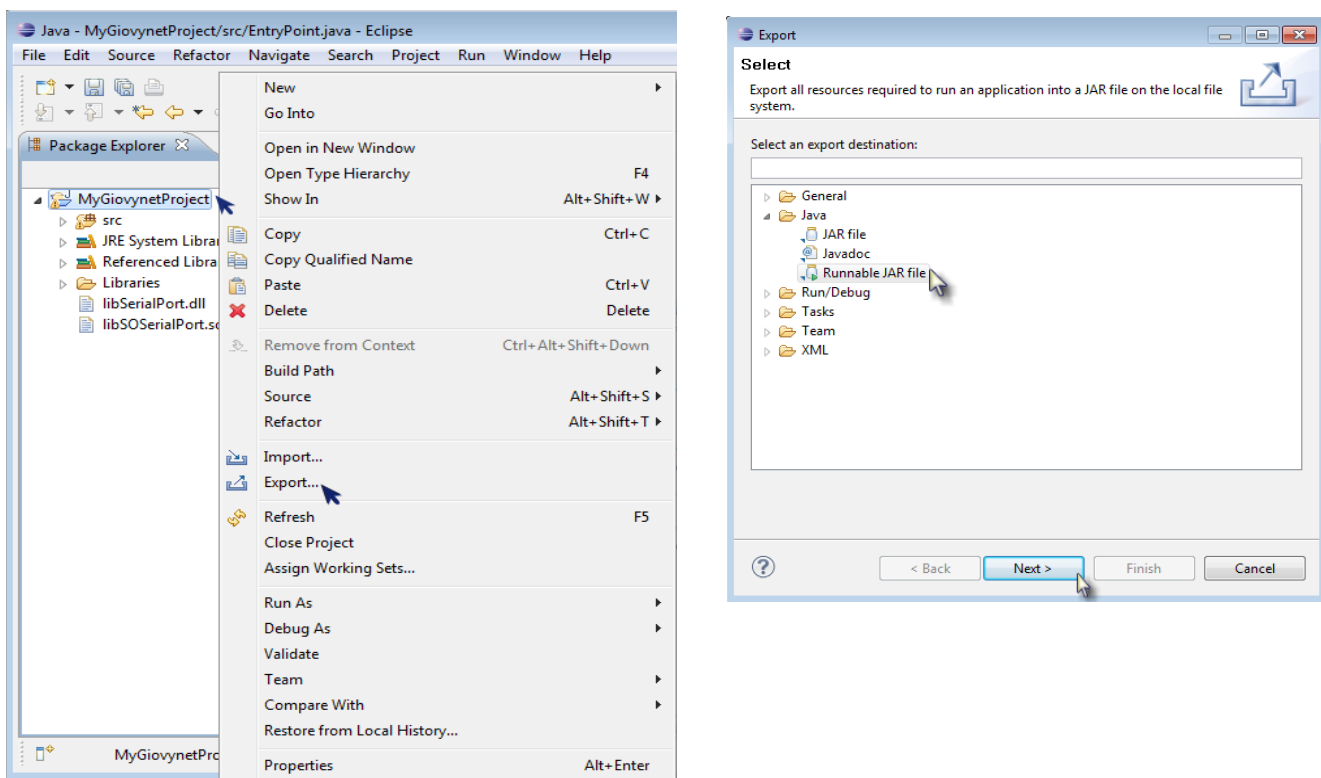 Java - MyGiovynetProject/src/EntryPoint.java - Eclipse
File Edit Source Refactor Navigate Search Project Run Window Help
Package Explorer
MyGiovynetProject
src
JRE System Librar
Referenced Libra
Libraries
libSerialPort.dll
libSOSerialPort.so
MyGiovynetPro
New
Go Into
Open in New Window
Open Type Hierarchy F4
Show In Alt+Shift+W
Copy Ctrl+C
Copy Qualified Name
Paste Ctrl+V
Delete Delete
Remove from Context Ctrl+Alt+Shift+Down
Build Path
Source Alt+Shift+S
Refactor Alt+Shift+T
Import...
Export...
Refresh F5
Close Project
Assign Working Sets...
Run As
Debug As
Validate
Team
Compare With
Restore from Local History...
Properties Alt+Enter
Export
Select
Export all resources required to run an application into a JAR file on the local file
system.
Select an export destination:
General
Java
JAR file
Javadoc
Runnable JAR file
Run/Debug
Tasks
Team
XML
< Back Next > Finish Cancel